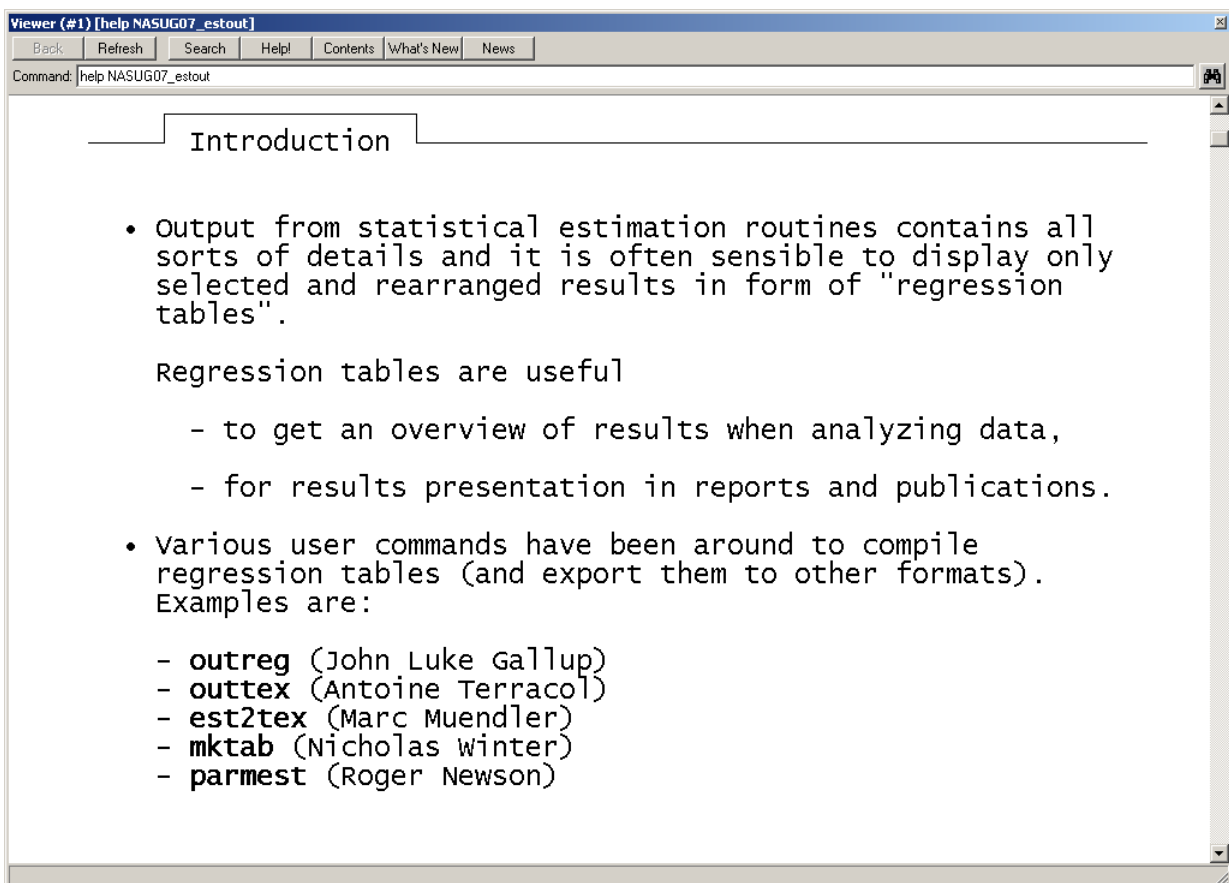 Viewer (#1) [help NASUG07_estout]
Back Refresh Search Help! Contents What's New News
Command: help NASUG07_estout
Introduction
• Output from statistical estimation routines contains all
sorts of details and it is often sensible to display only
selected and rearranged results in form of "regression
tables".
Regression tables are useful
– to get an overview of results when analyzing data,
– for results presentation in reports and publications.
• Various user commands have been around to compile
regression tables (and export them to other formats).
Examples are:
– outreg (John Luke Gallup)
– outtex (Antoine Terracol)
– est2tex (Marc Muendler)
– mktab (Nicholas Winter)
– parmest (Roger Newson)